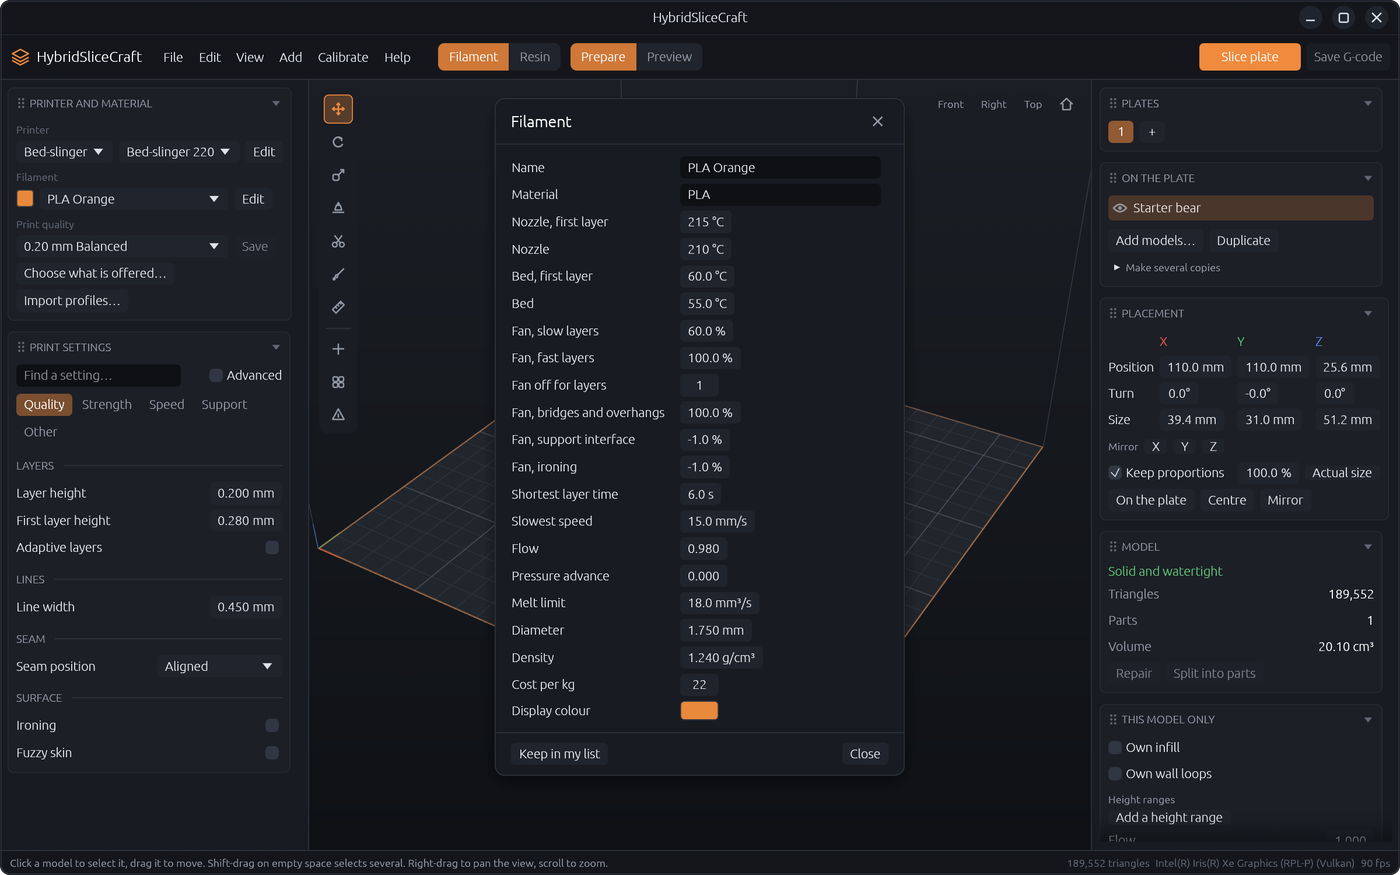 HybridSliceCraft
HybridSliceCraft File Edit View Add Calibrate Help Filament Resin Prepare Preview Slice plate Save G-code
PRINTER AND MATERIAL
Printer
Bed-slinger Bed-slinger 220 Edit
Filament
PLA Orange Edit
Print quality
0.20 mm Balanced Save
Choose what is offered…
Import profiles…
PRINT SETTINGS
Find a setting… Advanced
Quality Strength Speed Support
Other
LAYERS
Layer height 0.200 mm
First layer height 0.280 mm
Adaptive layers
LINES
Line width 0.450 mm
SEAM
Seam position Aligned
SURFACE
Ironing
Fuzzy skin
Front Right Top
Filament
Name PLA Orange
Material PLA
Nozzle, first layer 215 °C
Nozzle 210 °C
Bed, first layer 60.0 °C
Bed 55.0 °C
Fan, slow layers 60.0 %
Fan, fast layers 100.0 %
Fan off for layers 1
Fan, bridges and overhangs 100.0 %
Fan, support interface -1.0 %
Fan, ironing -1.0 %
Shortest layer time 6.0 s
Slowest speed 15.0 mm/s
Flow 0.980
Pressure advance 0.000
Melt limit 18.0 mm³/s
Diameter 1.750 mm
Density 1.240 g/cm³
Cost per kg 22
Display colour
Keep in my list Close
PLATES
1 +
ON THE PLATE
Starter bear
Add models… Duplicate
Make several copies
PLACEMENT
X Y Z
Position 110.0 mm 110.0 mm 25.6 mm
Turn 0.0° -0.0° 0.0°
Size 39.4 mm 31.0 mm 51.2 mm
Mirror X Y Z
Keep proportions 100.0 % Actual size
On the plate Centre Mirror
MODEL
Solid and watertight
Triangles 189,552
Parts 1
Volume 20.10 cm³
Repair Split into parts
THIS MODEL ONLY
Own infill
Own wall loops
Height ranges
Add a height range
Flow 1.000
Click a model to select it, drag it to move. Shift-drag on empty space selects several. Right-drag to pan the view, scroll to zoom. 189,552 triangles Intel(R) Iris(R) Xe Graphics (RPL-P) (Vulkan) 90 fps